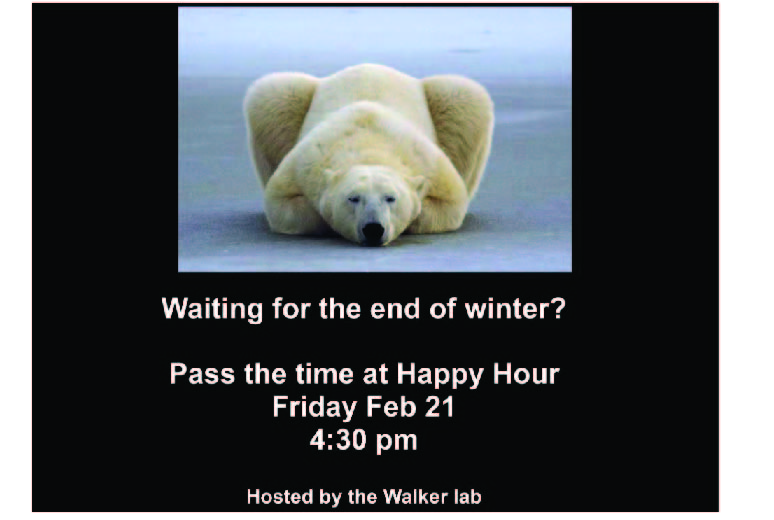 Waiting for the end of winter?
Pass the time at Happy Hour
Friday Feb 21
4:30 pm
Hosted by the Walker lab